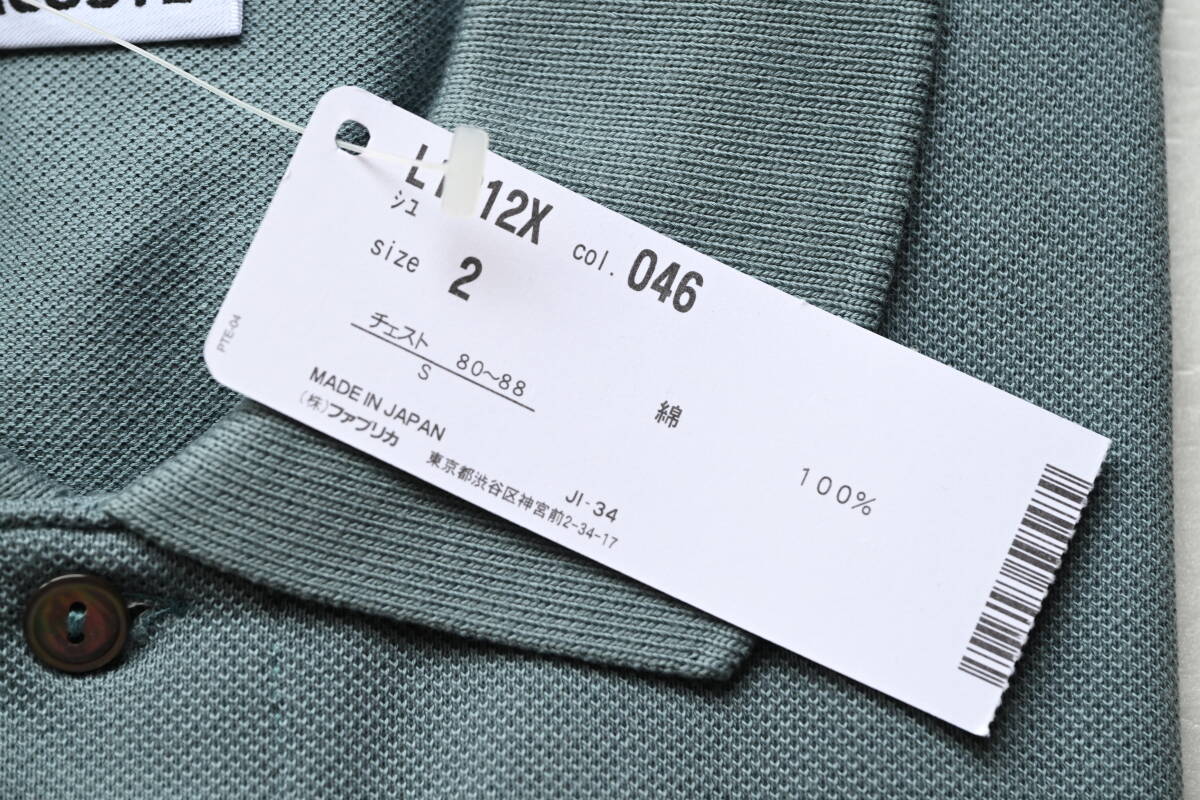 12X col. 046
シュ
size 2
チェスト 80~88
S
MADE IN JAPAN
(株)ファブリカ
JI-34
東京都渋谷区神宮前2-34-17
綿 100%
PTE-04